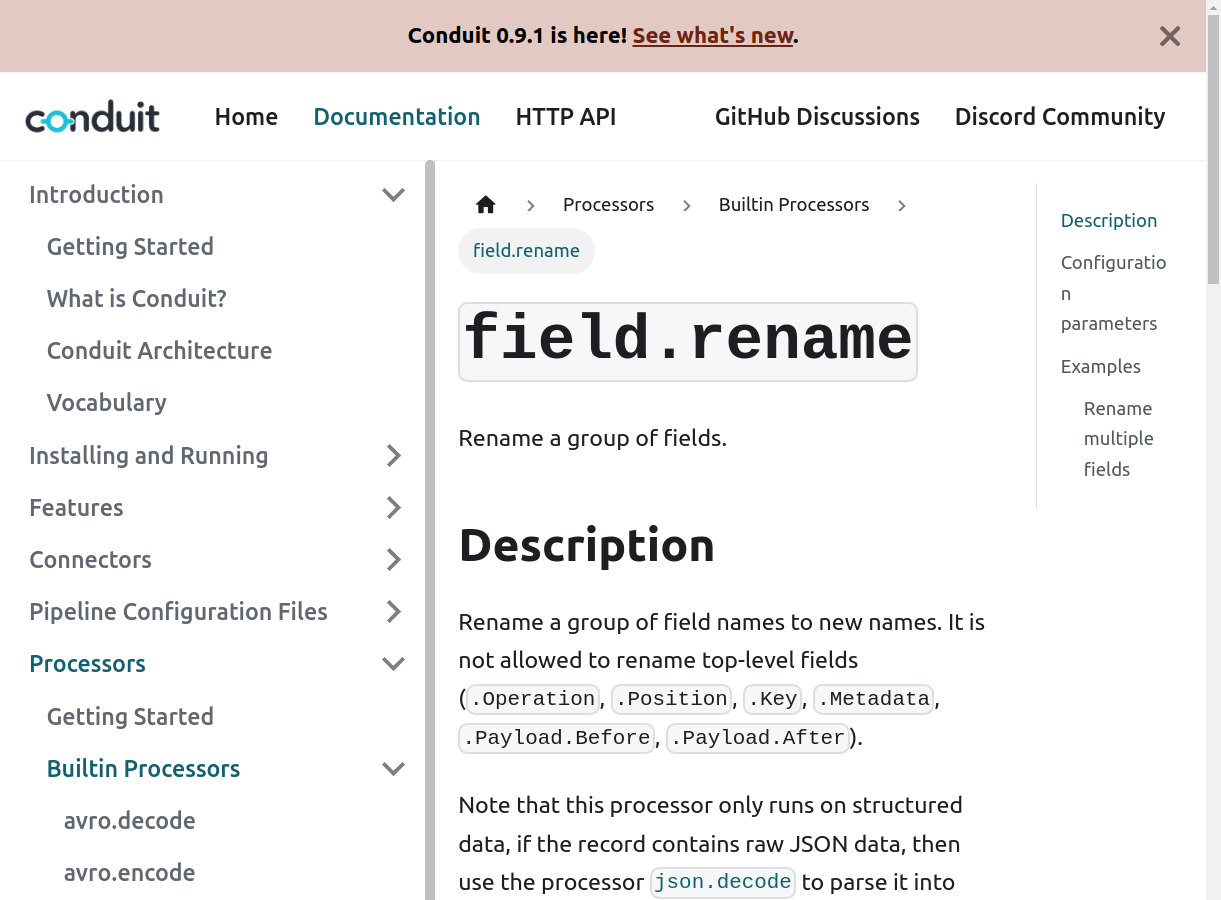 Conduit 0.9.1 is here! See what's new.
conduit
Home
Documentation
HTTP API
GitHub Discussions
Discord Community
Introduction
Getting Started
What is Conduit?
Conduit Architecture
Vocabulary
Installing and Running
Features
Connectors
Pipeline Configuration Files
Processors
Getting Started
Builtin Processors
avro.decode
avro.encode
Processors
Builtin Processors
field.rename
field.rename
Rename a group of fields.
Description
Rename a group of field names to new names. It is
not allowed to rename top-level fields
(.Operation, .Position, .Key, .Metadata,
.Payload.Before, .Payload.After).
Note that this processor only runs on structured
data, if the record contains raw JSON data, then
use the processor json.decode to parse it into
Description
Configuratio
n
parameters
Examples
Rename
multiple
fields